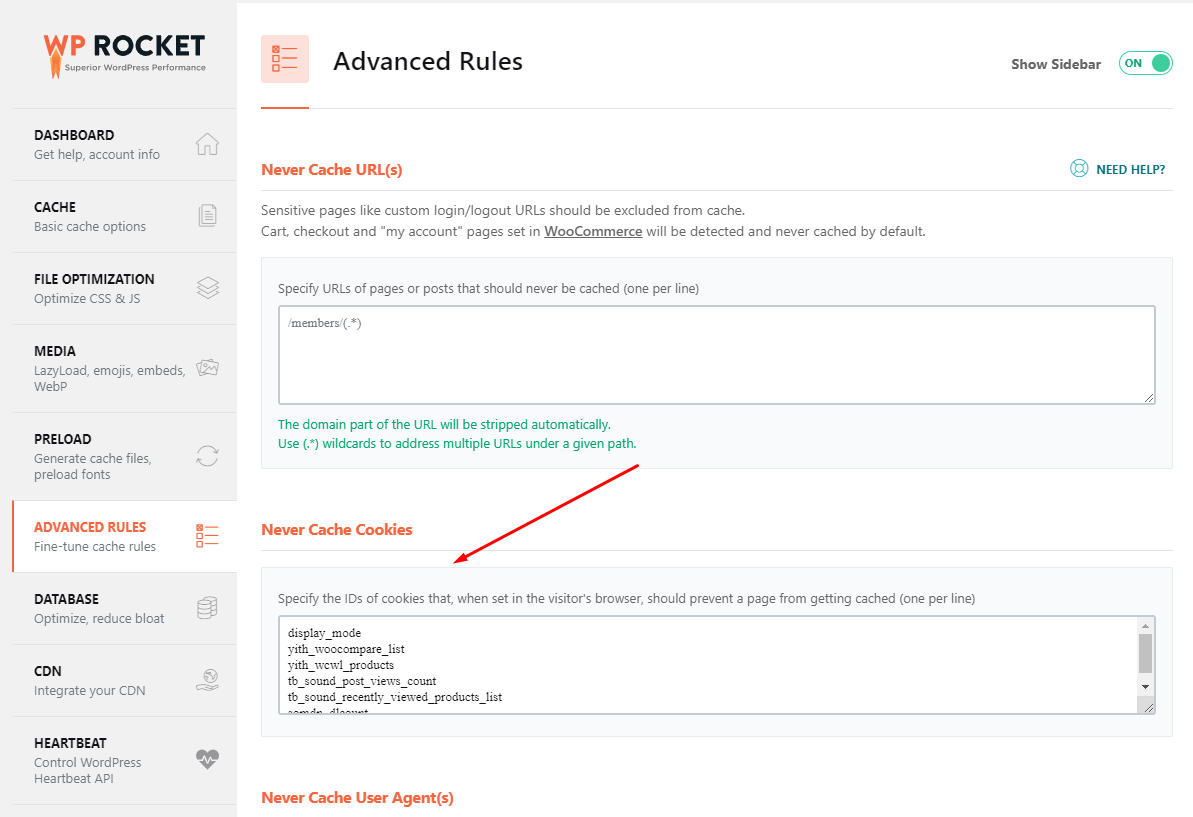 WP ROCKET
Superior WordPress Performance
DASHBOARD
Get help, account info
CACHE
Basic cache options
FILE OPTIMIZATION
Optimize CSS & JS
MEDIA
LazyLoad, emojis, embeds,
WebP
PRELOAD
Generate cache files,
preload fonts
ADVANCED RULES
Fine-tune cache rules
DATABASE
Optimize, reduce bloat
CDN
Integrate your CDN
HEARTBEAT
Control WordPress
Heartbeat API
Advanced Rules
Show Sidebar
ON
Never Cache URL(s)
NEED HELP?
Sensitive pages like custom login/logout URLs should be excluded from cache.
Cart, checkout and "my account" pages set in WooCommerce will be detected and never cached by default.
Specify URLs of pages or posts that should never be cached (one per line)
/members/(.*)
The domain part of the URL will be stripped automatically.
Use (.*) wildcards to address multiple URLs under a given path.
Never Cache Cookies
Specify the IDs of cookies that, when set in the visitor's browser, should prevent a page from getting cached (one per line)
display_mode
yith_woocompare_list
yith_wcwl_products
tb_sound_post_views_count
tb_sound_recently_viewed_products_list
Never Cache User Agent(s)